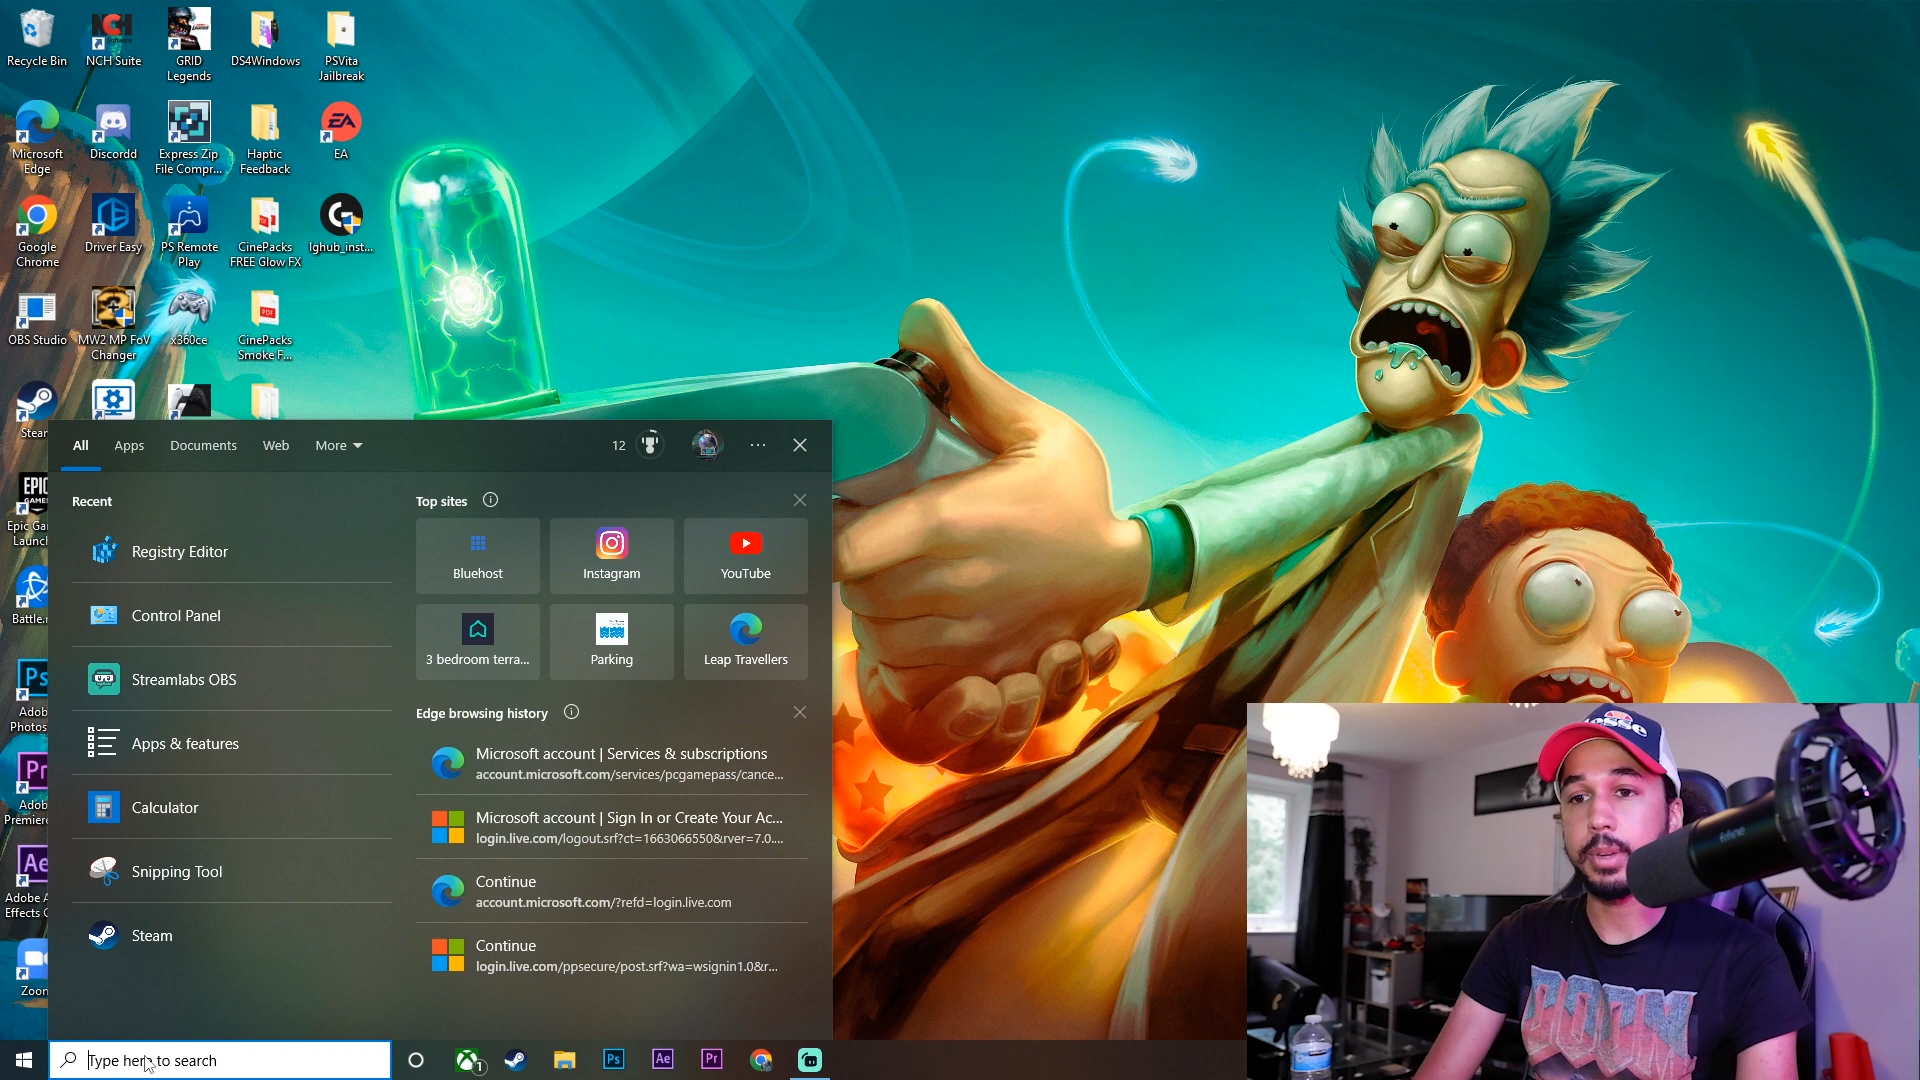 Recycle Bin
NCH Suite
GRID
Legends
DS4Windows
PSVita
Jailbreak
Microsoft
Edge
Discordd
Express Zip
File Compr...
Haptic
Feedback
EA
Google
Chrome
Driver Easy
PS Remote
Play
CinePacks
FREE Glow FX
lghub_inst...
OBS Studio
MW2 MP FoV
Changer
x360ce
CinePacks
Smoke F...
All
Apps
Documents
Web
More
12
Recent
Registry Editor
Control Panel
Streamlabs OBS
Apps & features
Calculator
Snipping Tool
Steam
Top sites
Bluehost
Instagram
YouTube
3 bedroom terra...
Parking
Leap Travellers
Edge browsing history
Microsoft account | Services & subscriptions
account.microsoft.com/services/pcgamepass/cance...
Microsoft account | Sign In or Create Your Ac...
login.live.com/logout.srf?ct=1663066550&rver=7.0....
Continue
account.microsoft.com/?refd=login.live.com
Continue
login.live.com/ppsecure/post.srf?wa=wsignin1.0&r...
Type here to search
1
Ps
Ae
Pr
fifine
DOOM